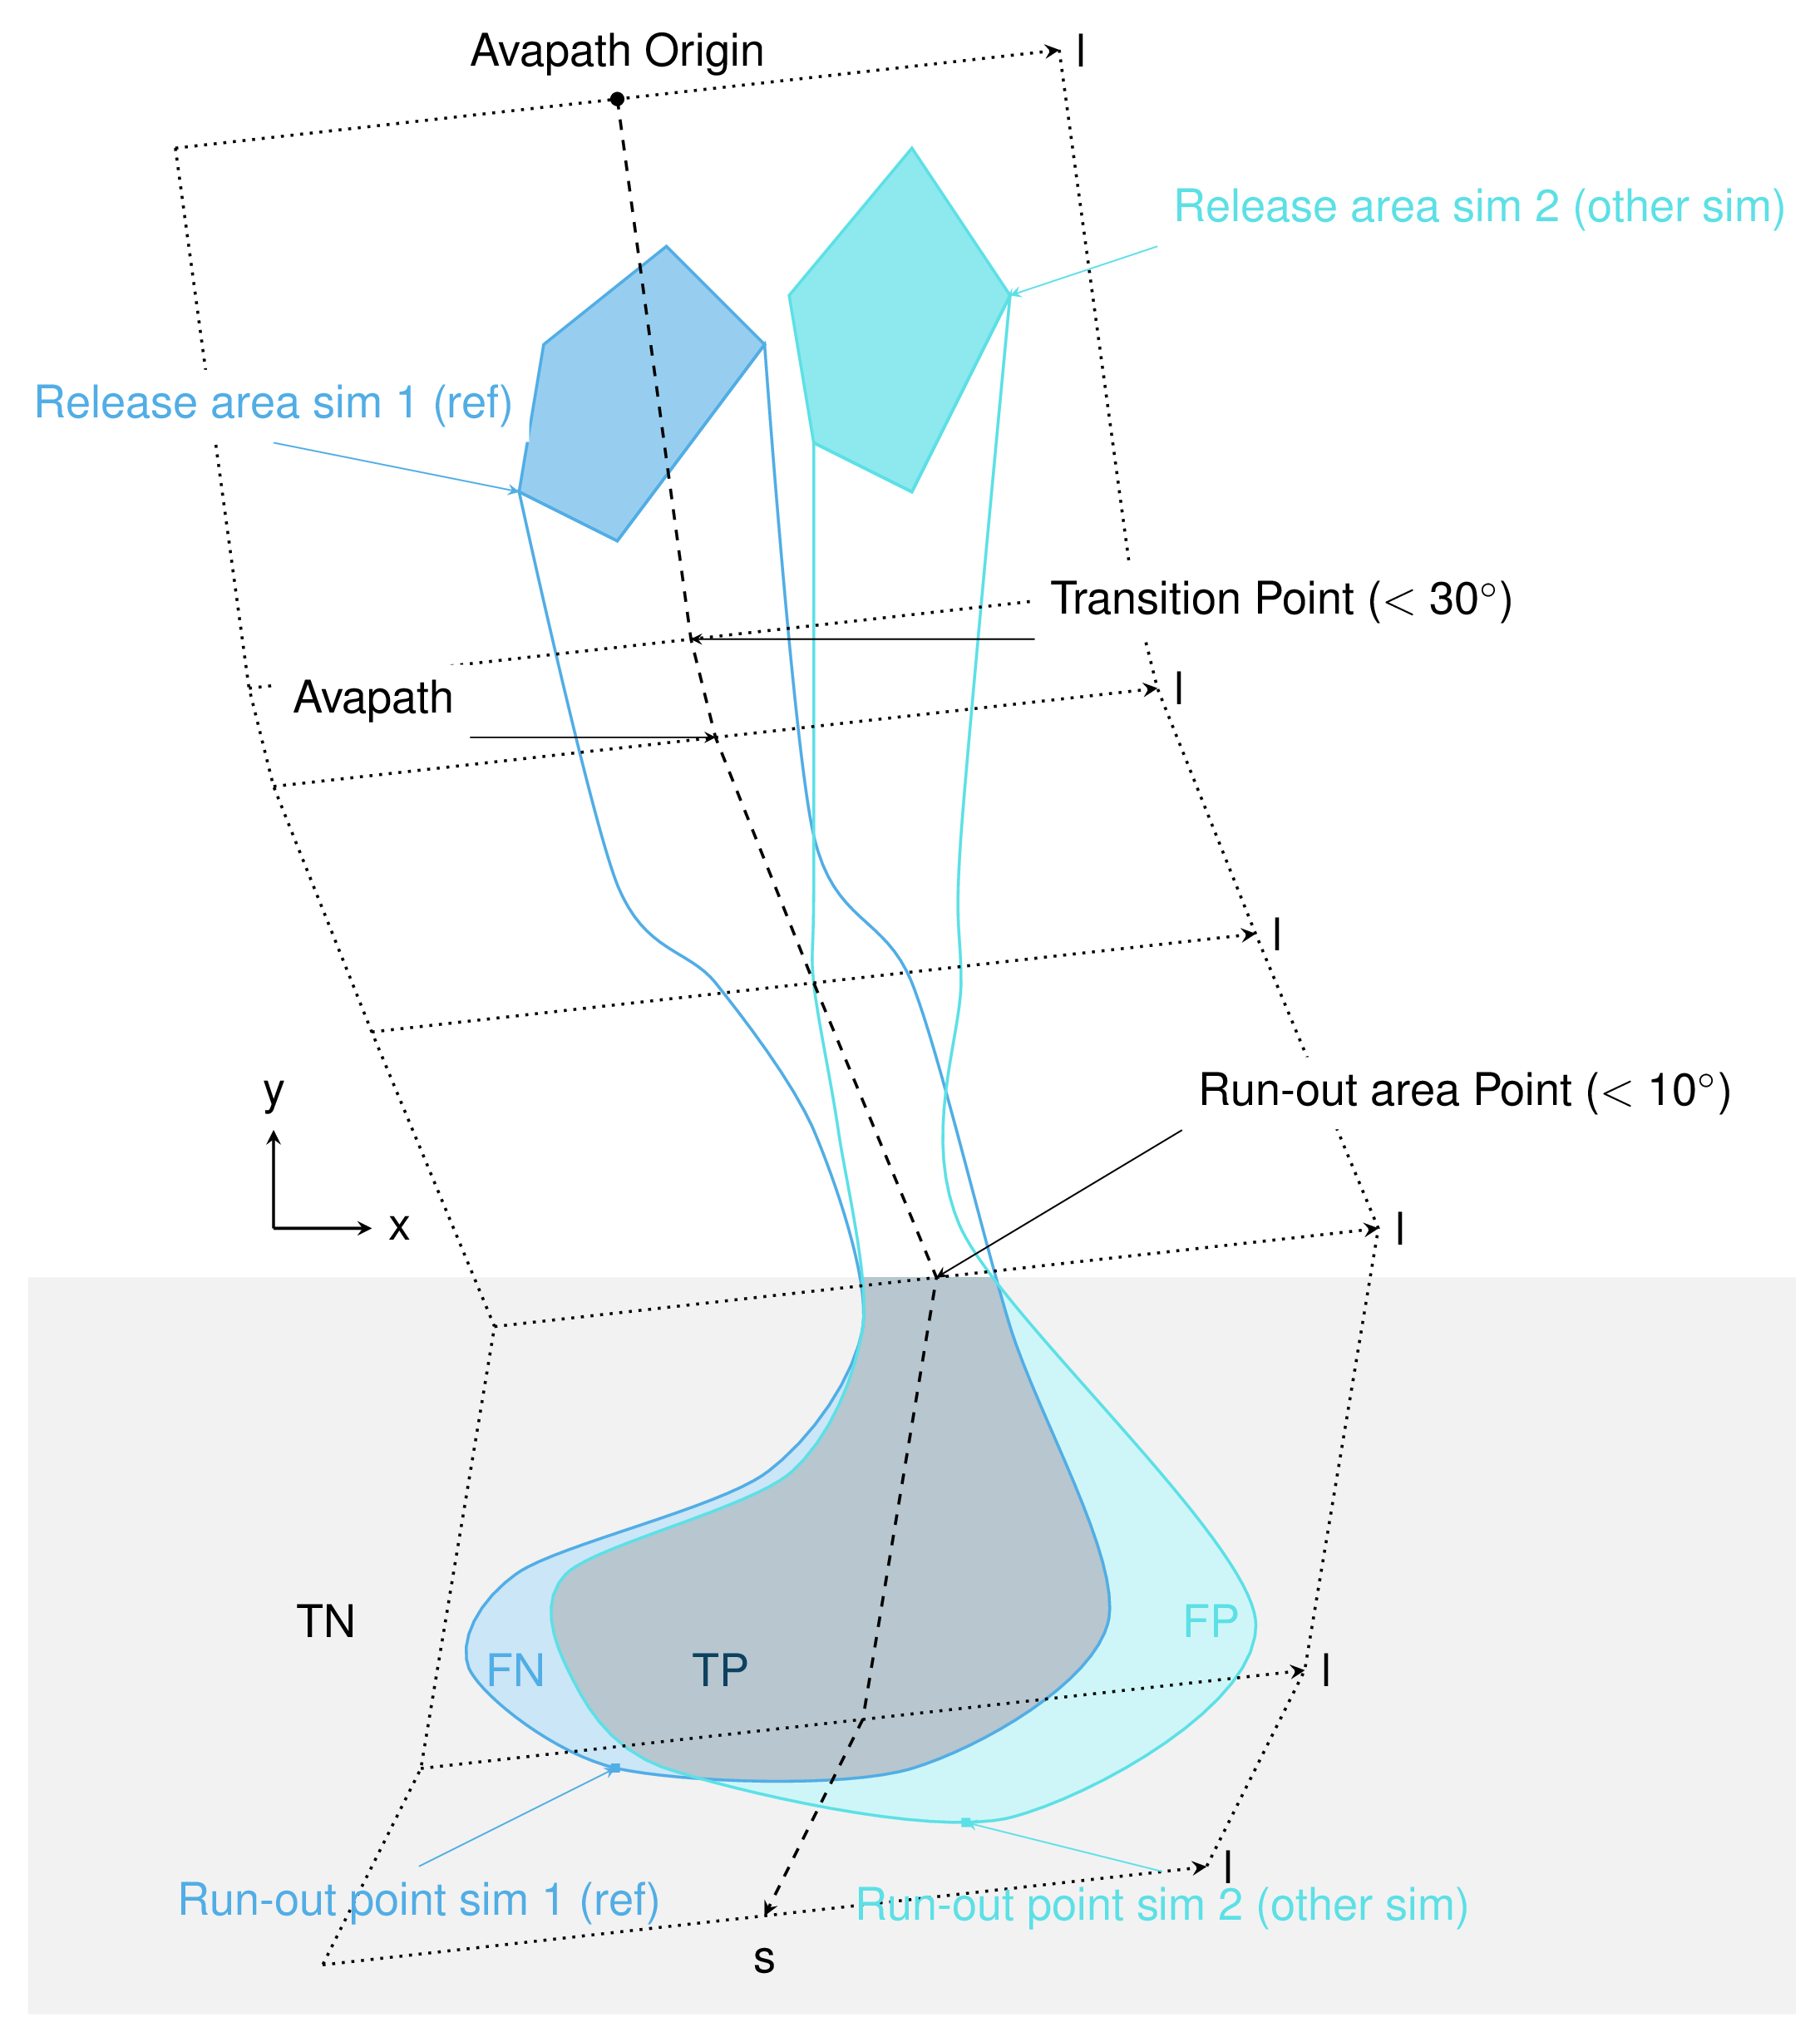 Avapath Origin
l
Release area sim 2 (other sim)
Release area sim 1 (ref)
Transition Point (< 30°)
Avapath
l
l
Run-out area Point (< 10°)
y
x
l
TN
FP
FN
TP
l
l
Run-out point sim 1 (ref)
Run-out point sim 2 (other sim)
s